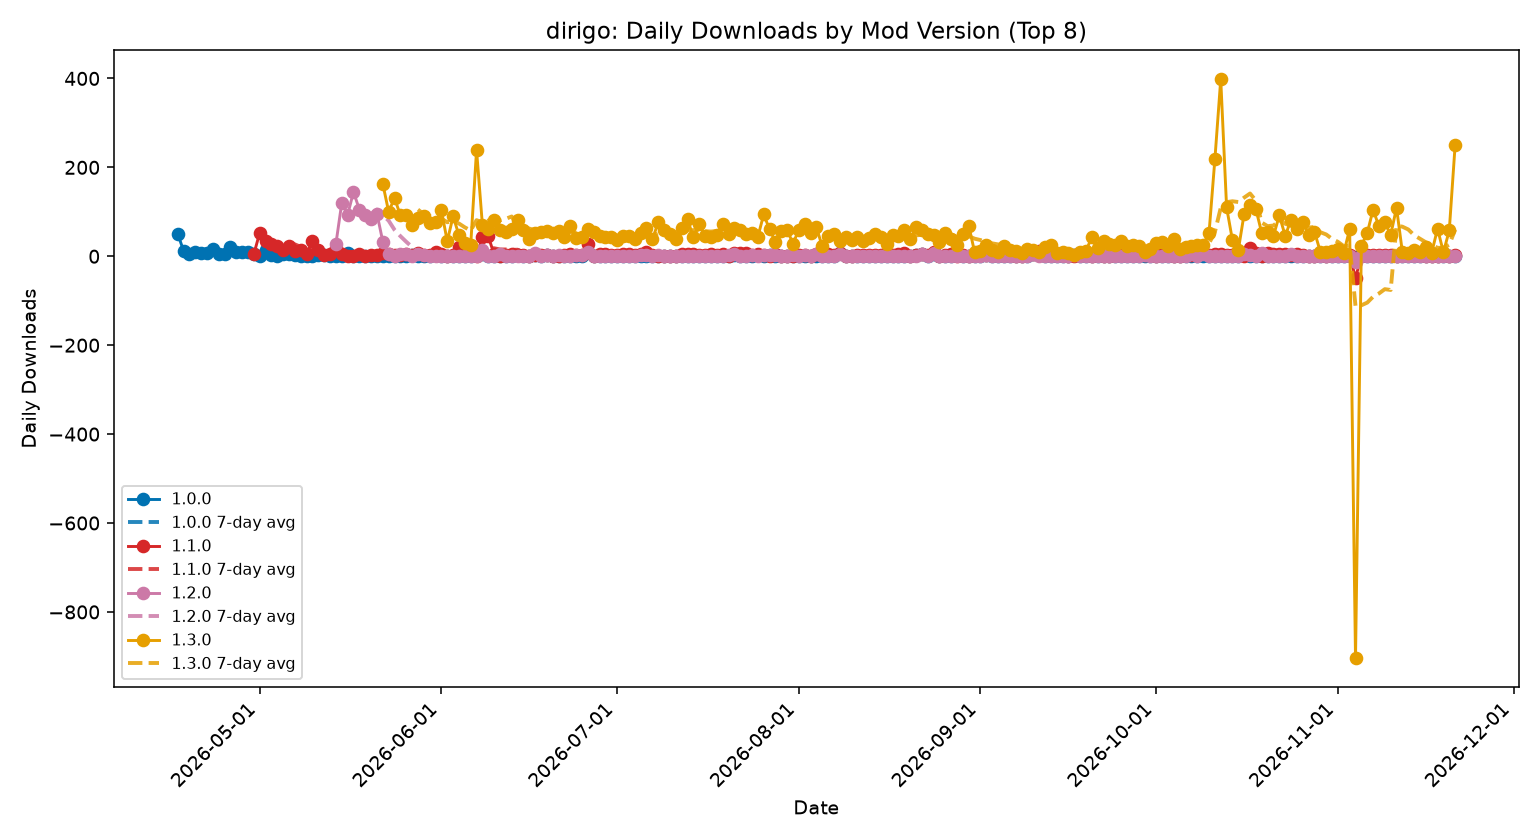 dirigo: Daily Downloads by Mod Version (Top 8)
400
200
0
−200
−400
−600
−800
Daily Downloads
1.0.0
1.0.0 7-day avg
1.1.0
1.1.0 7-day avg
1.2.0
1.2.0 7-day avg
1.3.0
1.3.0 7-day avg
2026-05-01
2026-06-01
2026-07-01
2026-08-01
2026-09-01
2026-10-01
2026-11-01
2026-12-01
Date